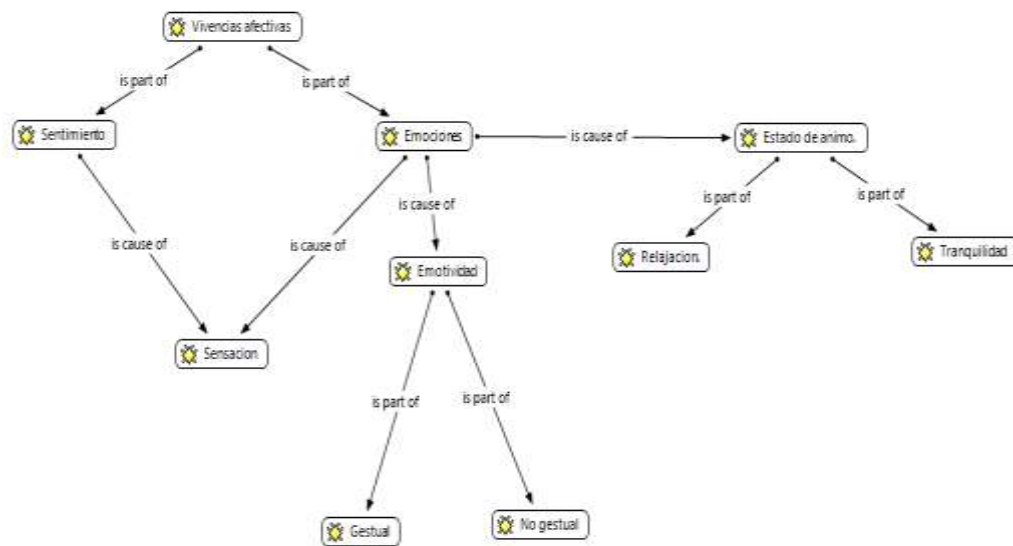 Vivencias afectivas
is part of
is part of
Sentimiento
Emociones
is cause of
Estado de animo.
is part of
is part of
is cause of
is cause of
is cause of
Relajacion.
Tranquilidad
Emotividad
Sensacion
is part of
is part of
Gestual
No gestual